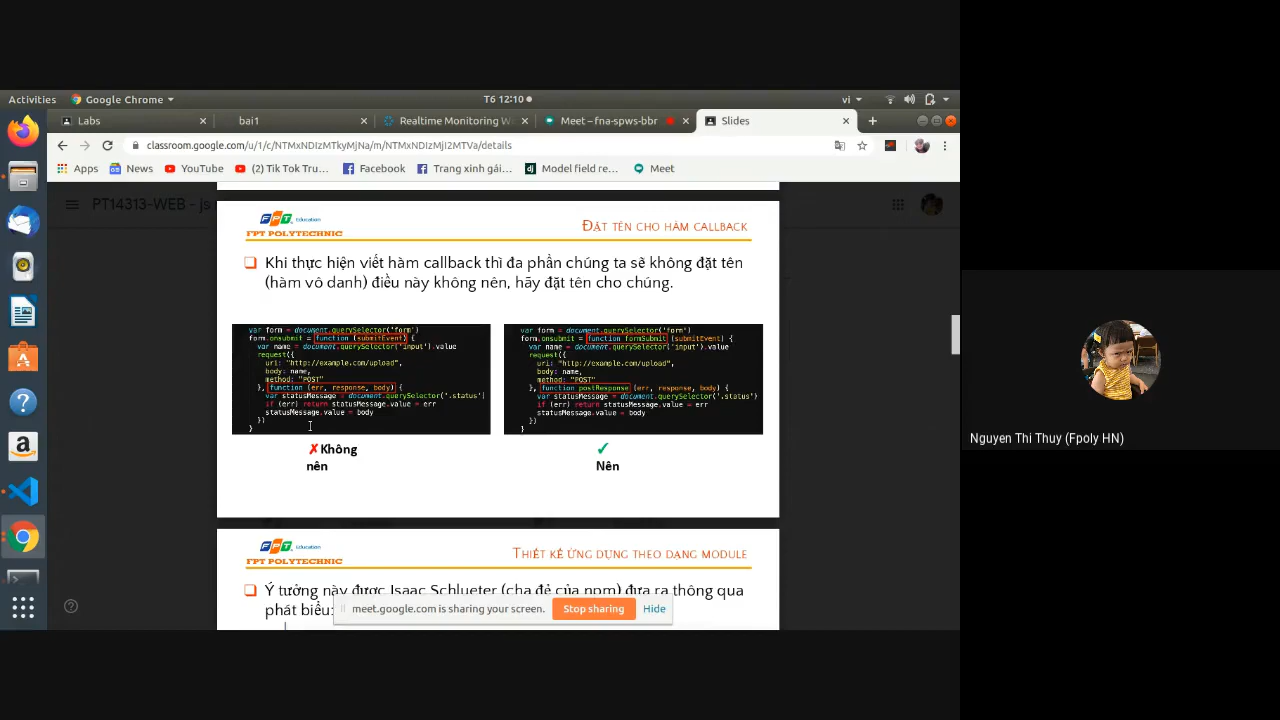 Activities
Google Chrome
T6 12:10
vi
Labs
bai1
Realtime Monitoring W
Meet – fna-spws-bbr
Slides
classroom.google.com/u/1/c/NTMxNDIzMTkyMjNa/m/NTMxNDIzMjI2MTVa/details
Apps
News
YouTube
(2) Tik Tok Tru...
Facebook
Trang xinh gái...
Model field re...
Meet
PT14313-WEB - js
FPT Education
FPT POLYTECHNIC
ĐẶT TÊN CHO HÀM CALLBACK
Khi thực hiện viết hàm callback thì đa phần chúng ta sẽ không đặt tên
(hàm vô danh) điều này không nên, hãy đặt tên cho chúng.
var form = document.querySelector('form')
form.onsubmit = function (submitEvent) {
var name = document.querySelector('input').value
request({
uri: "http://example.com/upload",
body: name,
method: "POST"
}, function (err, response, body) {
var statusMessage = document.querySelector('.status')
if (err) return statusMessage.value = err
statusMessage.value = body
})
}
✗Không
nên
var form = document.querySelector('form')
form.onsubmit = function formSubmit (submitEvent) {
var name = document.querySelector('input').value
request({
uri: "http://example.com/upload",
body: name,
method: "POST"
}, function postResponse (err, response, body) {
var statusMessage = document.querySelector('.status')
if (err) return statusMessage.value = err
statusMessage.value = body
})
}
✓
Nên
FPT Education
FPT POLYTECHNIC
THIẾT KẾ ỨNG DỤNG THEO DẠNG MODULE
Ý tưởng này được Isaac Schlueter (cha đẻ của npm) đưa ra thông qua
phát biểu:
meet.google.com is sharing your screen.
Stop sharing
Hide
Nguyen Thi Thuy (Fpoly HN)